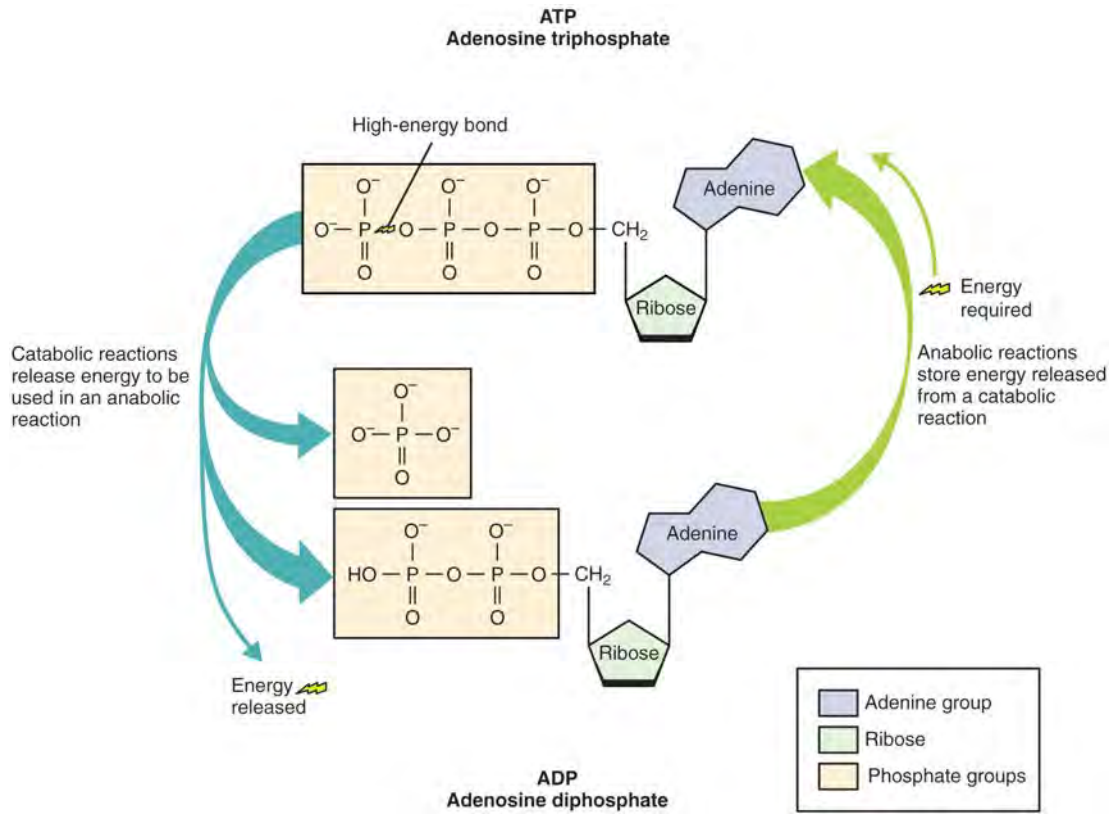 ATP
Adenosine triphosphate
High-energy bond
O⁻ O⁻ O⁻
O⁻ P O P O P O CH₂
O O O
Adenine
Ribose
Energy
required
Catabolic reactions
release energy to be
used in an anabolic
reaction
Anabolic reactions
store energy released
from a catabolic
reaction
O⁻
O⁻ P O⁻
O
Adenine
O⁻ O⁻
HO P O P O CH₂
O O
Ribose
Energy
released
Adenine group
Ribose
Phosphate groups
ADP
Adenosine diphosphate